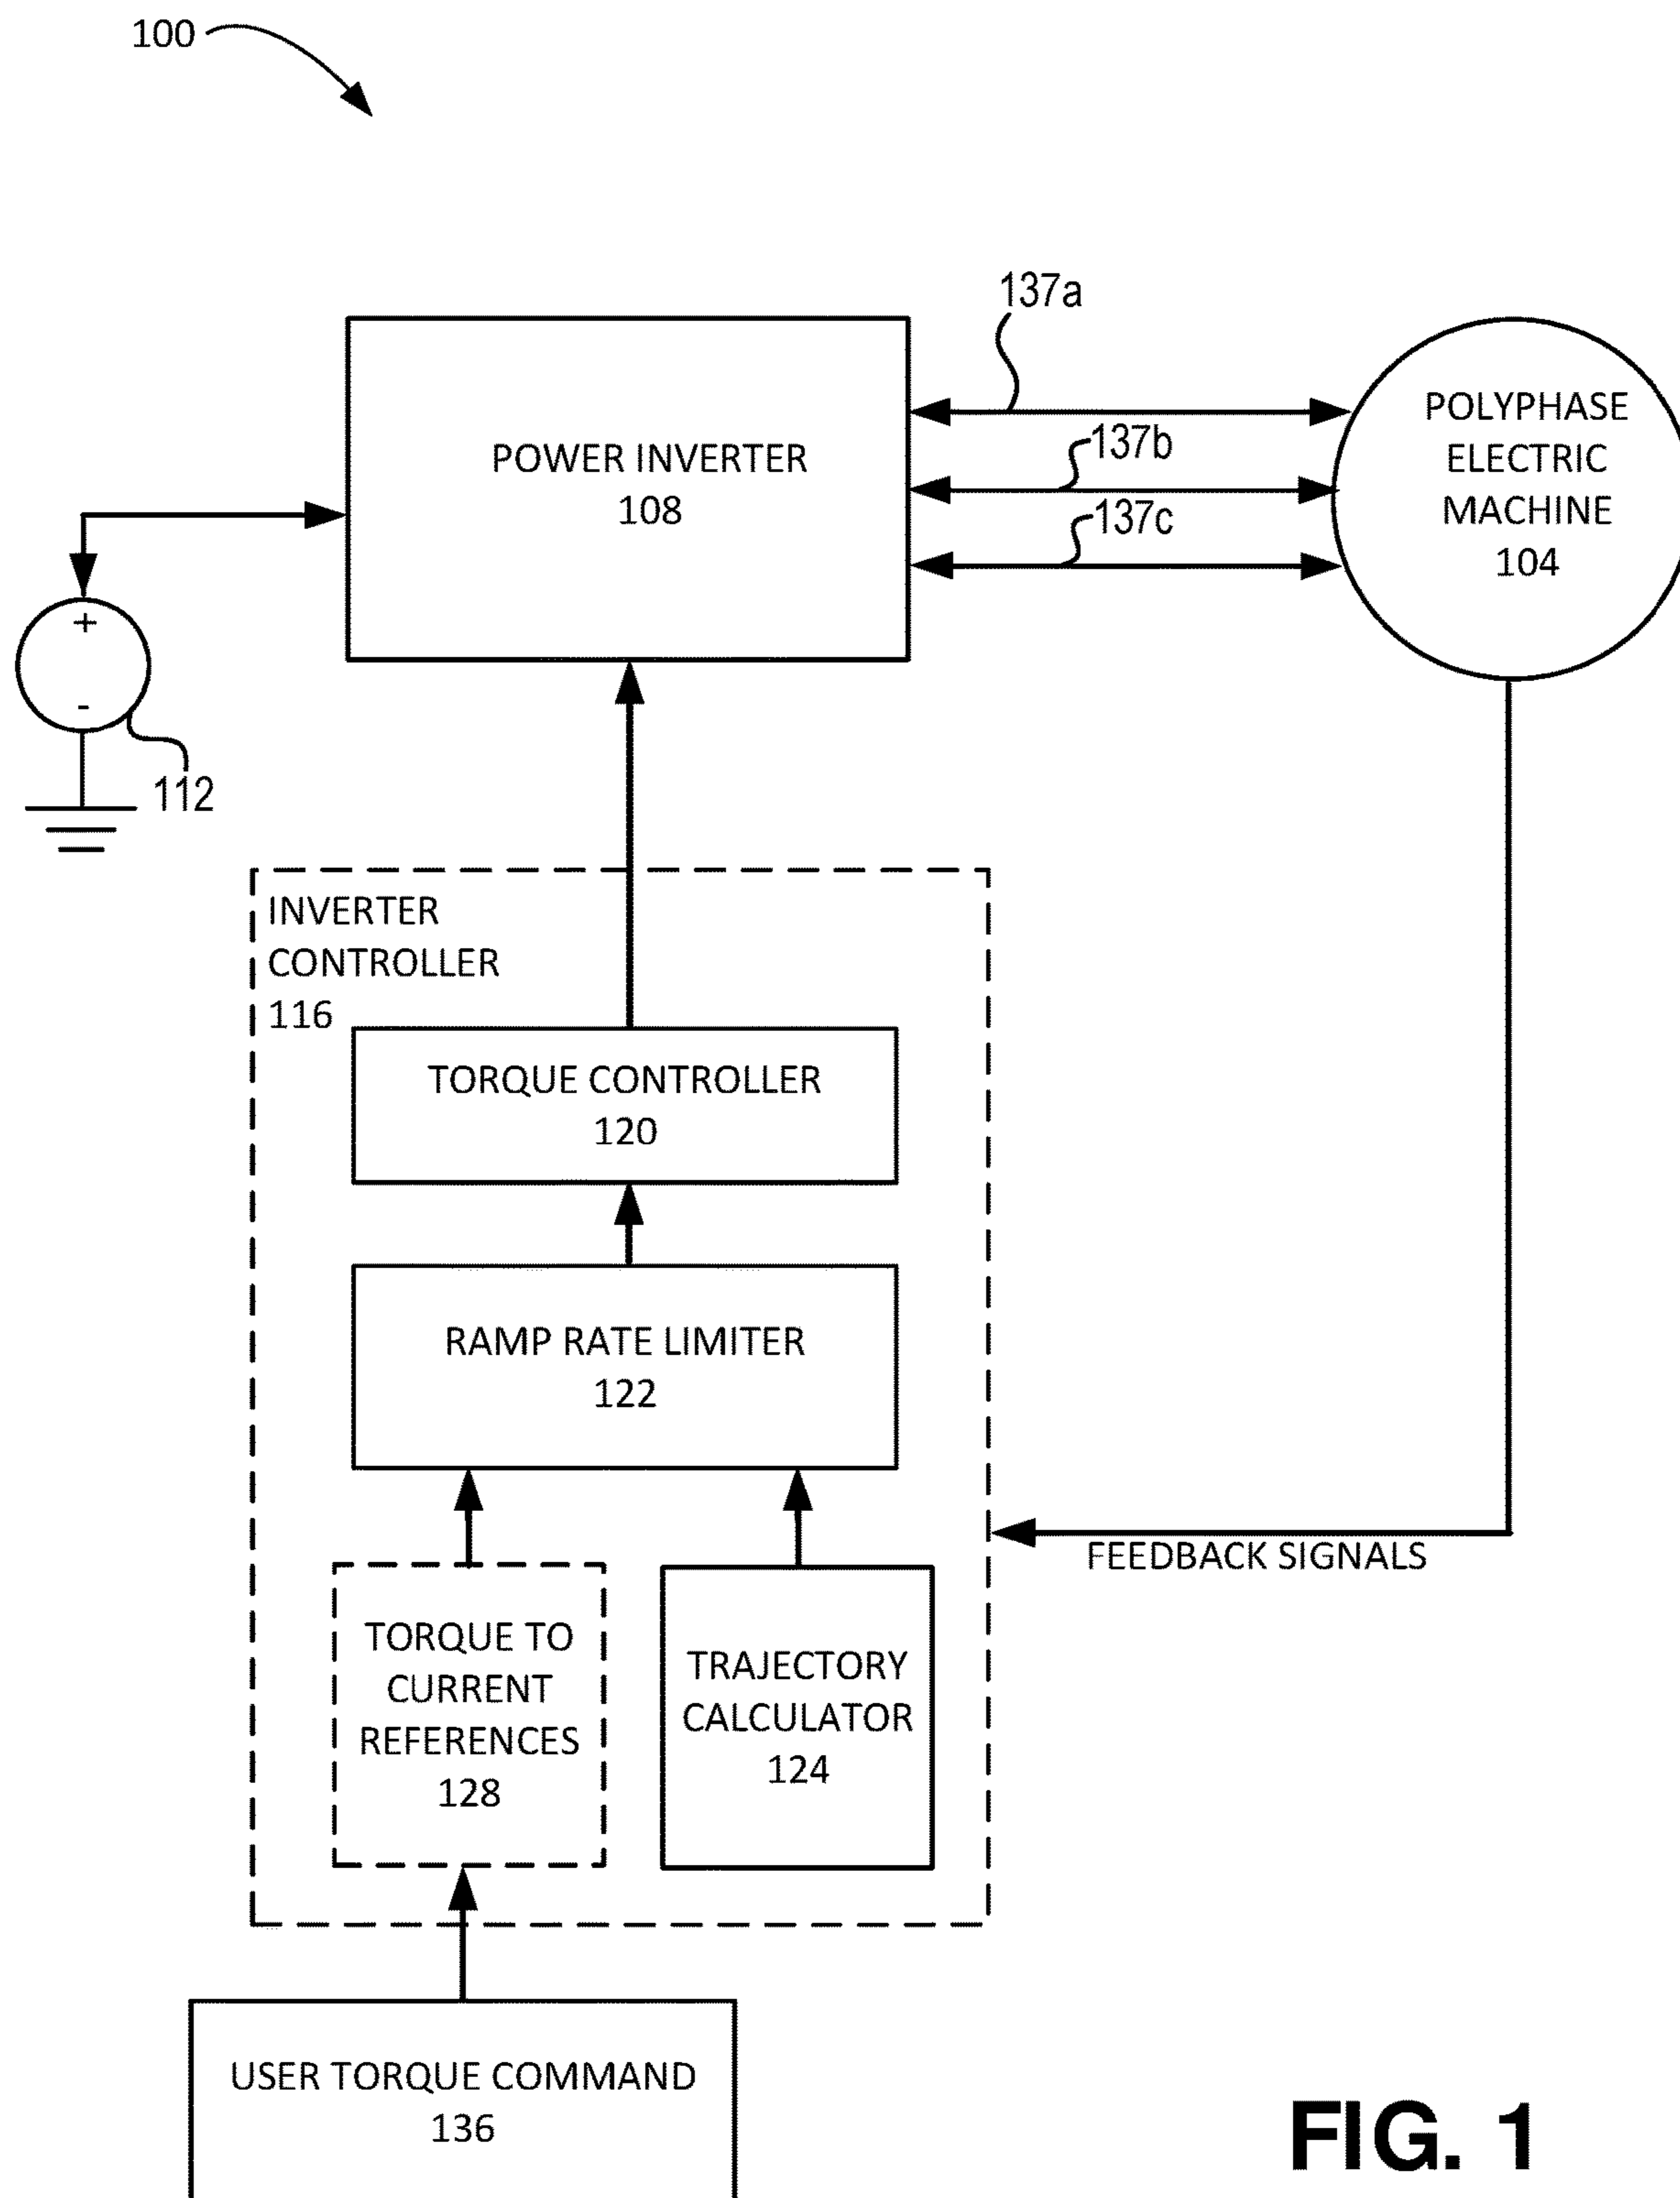 100
137a
POWER INVERTER
108
137b
137c
POLYPHASE
ELECTRIC
MACHINE
104
+
-
112
INVERTER
CONTROLLER
116
TORQUE CONTROLLER
120
RAMP RATE LIMITER
122
TORQUE TO
CURRENT
REFERENCES
128
TRAJECTORY
CALCULATOR
124
FEEDBACK SIGNALS
USER TORQUE COMMAND
136
FIG. 1